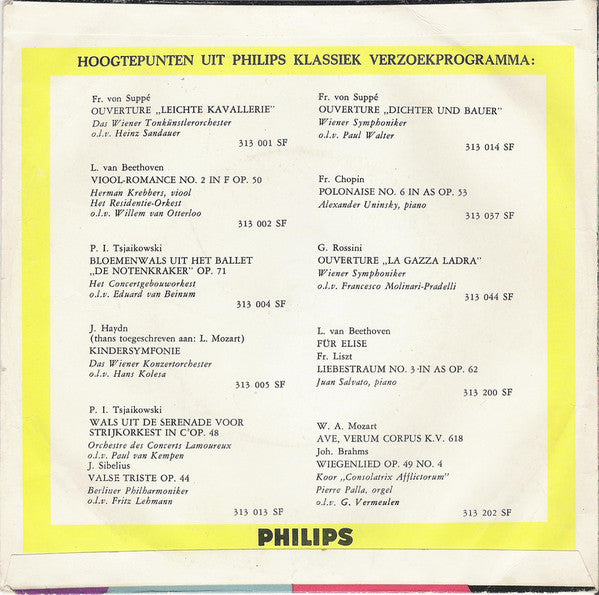 HOOGTEPUNTEN UIT PHILIPS KLASSIEK VERZOEKPROGRAMMA:
Fr. von Suppé
OUVERTURE „LEICHTE KAVALLERIE"
Das Wiener Tonkünstlerorchester
o.l.v. Heinz Sandauer
313 001 SF
L. van Beethoven
VIOOL-ROMANCE NO. 2 IN F OP. 50
Herman Krebbers, viool
Het Residentie-Orkest
o.l.v. Willem van Otterloo
313 002 SF
P. I. Tsjaikowski
BLOEMENWALS UIT HET BALLET
„DE NOTENKRAKER" OP. 71
Het Concertgebouworkest
o.l.v. Eduard van Beinum
313 004 SF
J. Haydn
(thans toegeschreven aan: L. Mozart)
KINDERSYMFONIE
Das Wiener Konzertorchester
o.l.v. Hans Kolesa
313 005 SF
P. I. Tsjaikowski
WALS UIT DE SERENADE VOOR
STRIJKORKEST IN C'OP. 48
Orchestre des Concerts Lamoureux
o.l.v. Paul van Kempen
J. Sibelius
VALSE TRISTE OP. 44
Berliner Philharmoniker
o.l.v. Fritz Lehmann
313 013 SF
Fr. von Suppé
OUVERTURE „DICHTER UND BAUER"
Wiener Symphoniker
o.l.v. Paul Walter
313 014 SF
Fr. Chopin
POLONAISE NO. 6 IN AS OP. 53
Alexander Uninsky, piano
313 037 SF
G. Rossini
OUVERTURE „LA GAZZA LADRA"
Wiener Symphoniker
o.l.v. Francesco Molinari-Pradelli
313 044 SF
L. van Beethoven
FÜR ELISE
Fr. Liszt
LIEBESTRAUM NO. 3 IN AS OP. 62
Juan Salvato, piano
313 200 SF
W. A. Mozart
AVE, VERUM CORPUS K.V. 618
Joh. Brahms
WIEGENLIED OP. 49 NO. 4
Koor „Consolatrix Afflictorum"
Pierre Palla, orgel
o.l.v. G. Vermeulen
313 202 SF
PHILIPS